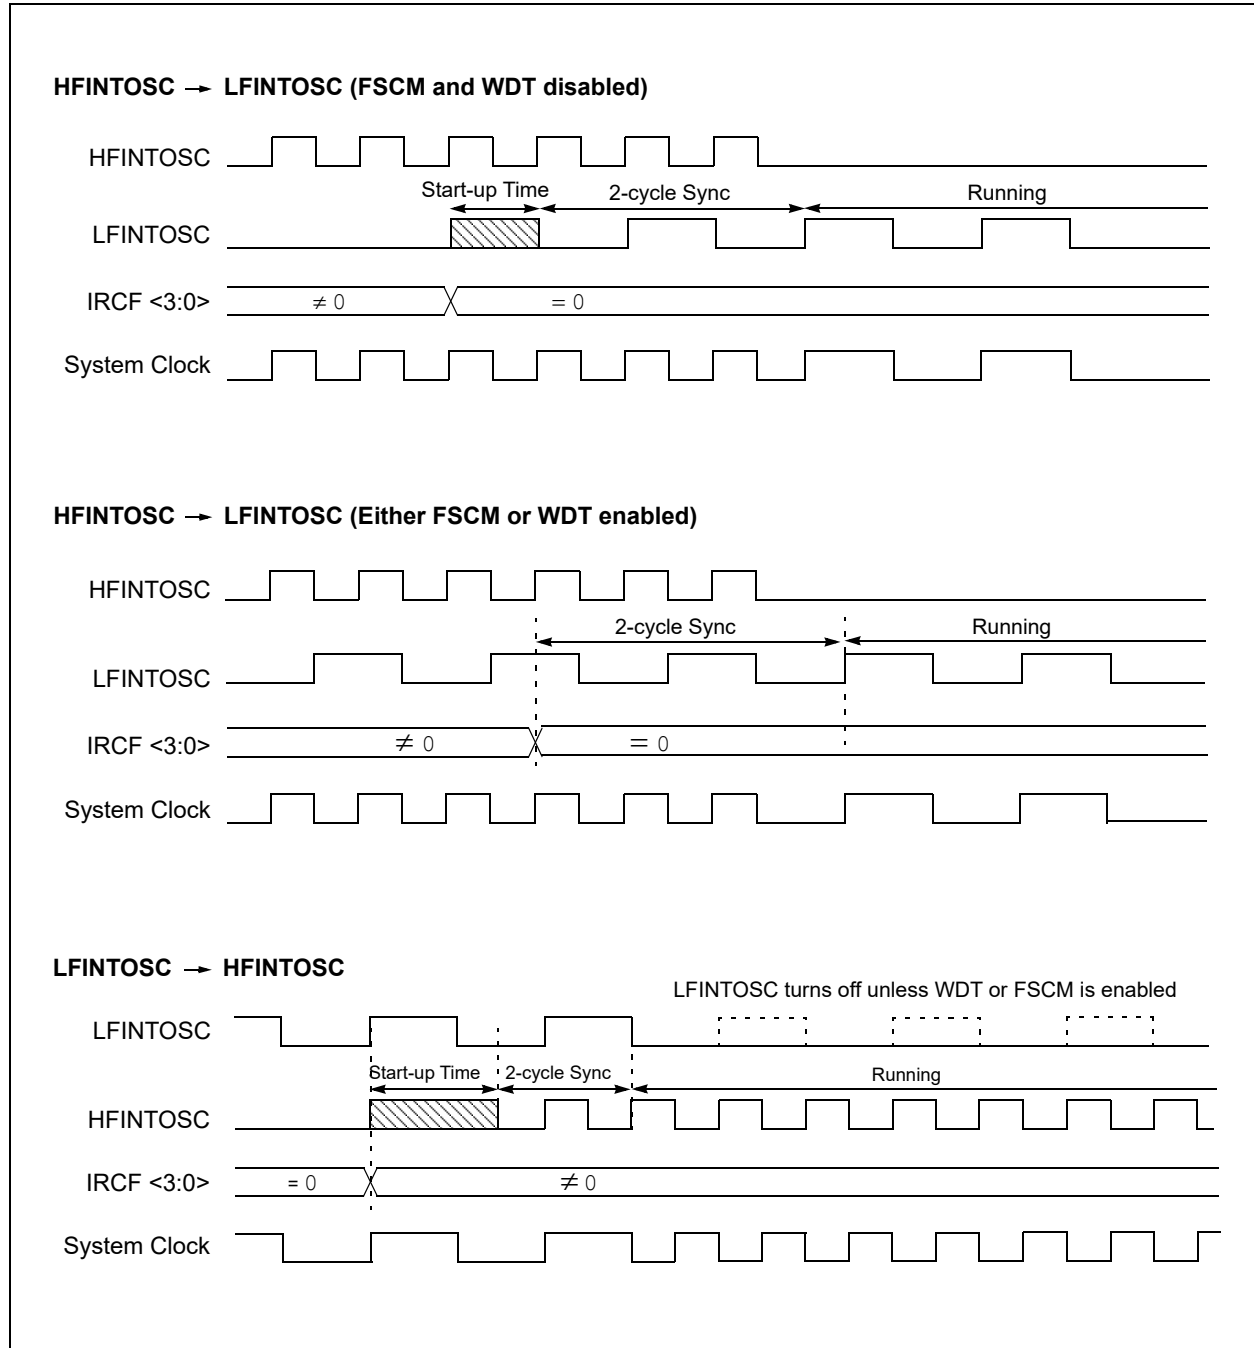 HFINTOSC → LFINTOSC (FSCM and WDT disabled)
HFINTOSC
Start-up Time 2-cycle Sync Running
LFINTOSC
IRCF <3:0> ≠ 0 = 0
System Clock
HFINTOSC → LFINTOSC (Either FSCM or WDT enabled)
HFINTOSC
2-cycle Sync Running
LFINTOSC
IRCF <3:0> ≠ 0 = 0
System Clock
LFINTOSC → HFINTOSC
LFINTOSC turns off unless WDT or FSCM is enabled
LFINTOSC
Start-up Time 2-cycle Sync Running
HFINTOSC
IRCF <3:0> = 0 ≠ 0
System Clock